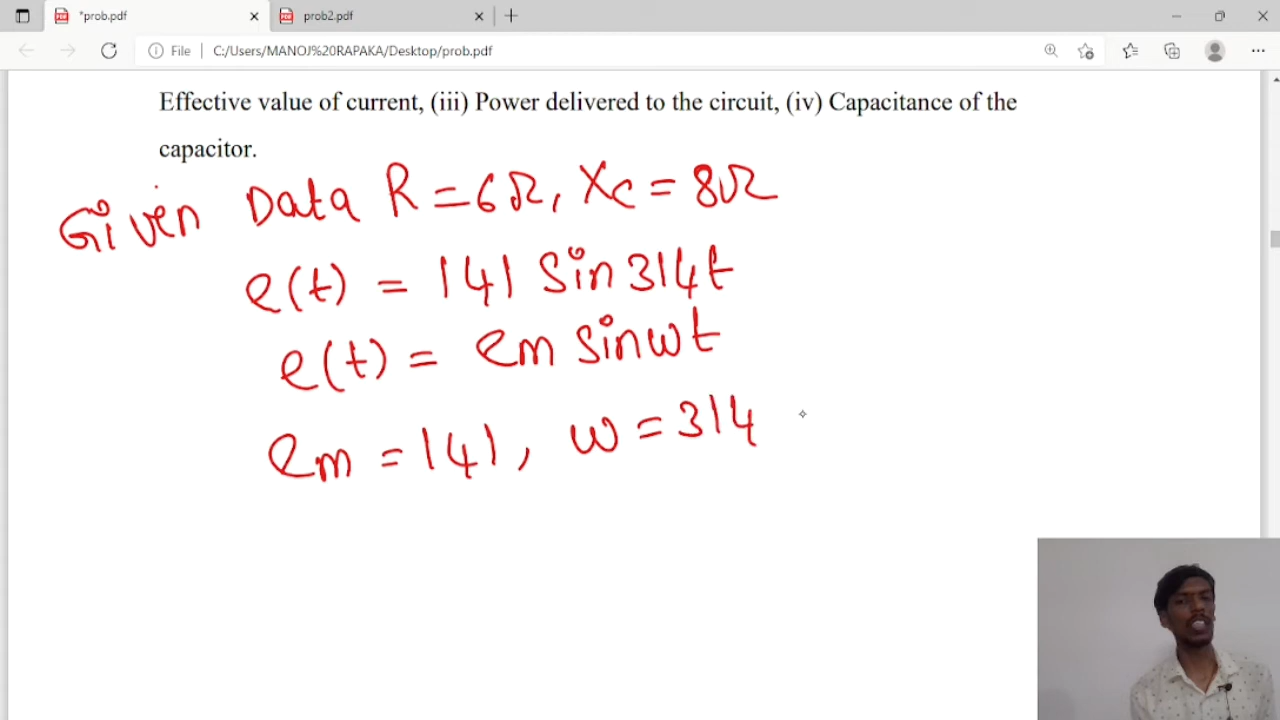 *prob.pdf
prob2.pdf
File | C:/Users/MANOJ%20RAPAKA/Desktop/prob.pdf
Effective value of current, (iii) Power delivered to the circuit, (iv) Capacitance of the
capacitor.
Given Data R = 6Ω, Xc = 8Ω
e(t) = 141 Sin 314t
e(t) = em sinωt
em = 141, ω = 314